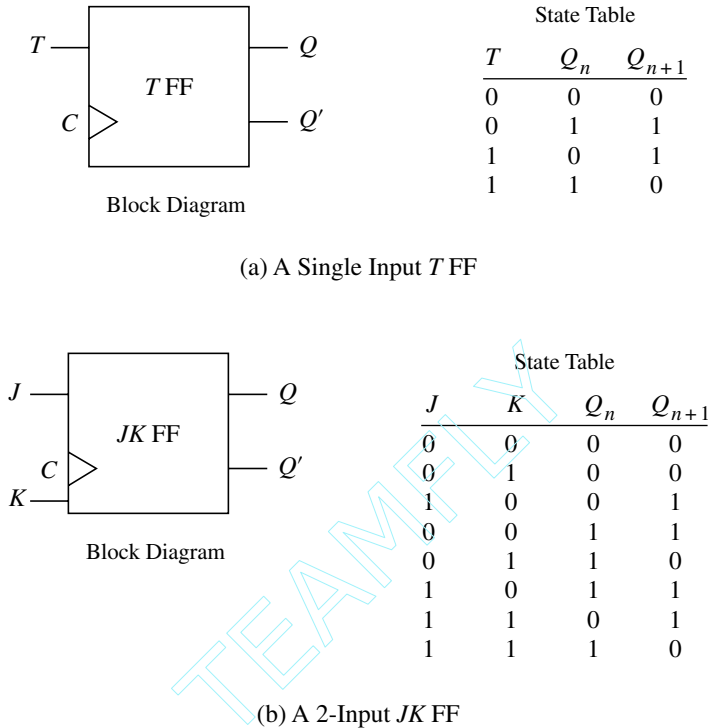 T
C
T FF
Q
Q′
Block Diagram
State Table
T Qn Qn+1
0 0 0
0 1 1
1 0 1
1 1 0
(a) A Single Input T FF
J
C
K
JK FF
Q
Q′
Block Diagram
State Table
J K Qn Qn+1
0 0 0 0
0 1 0 0
1 0 0 1
0 0 1 1
0 1 1 0
1 0 1 1
1 1 0 1
1 1 1 0
TEAMFLY
(b) A 2-Input JK FF